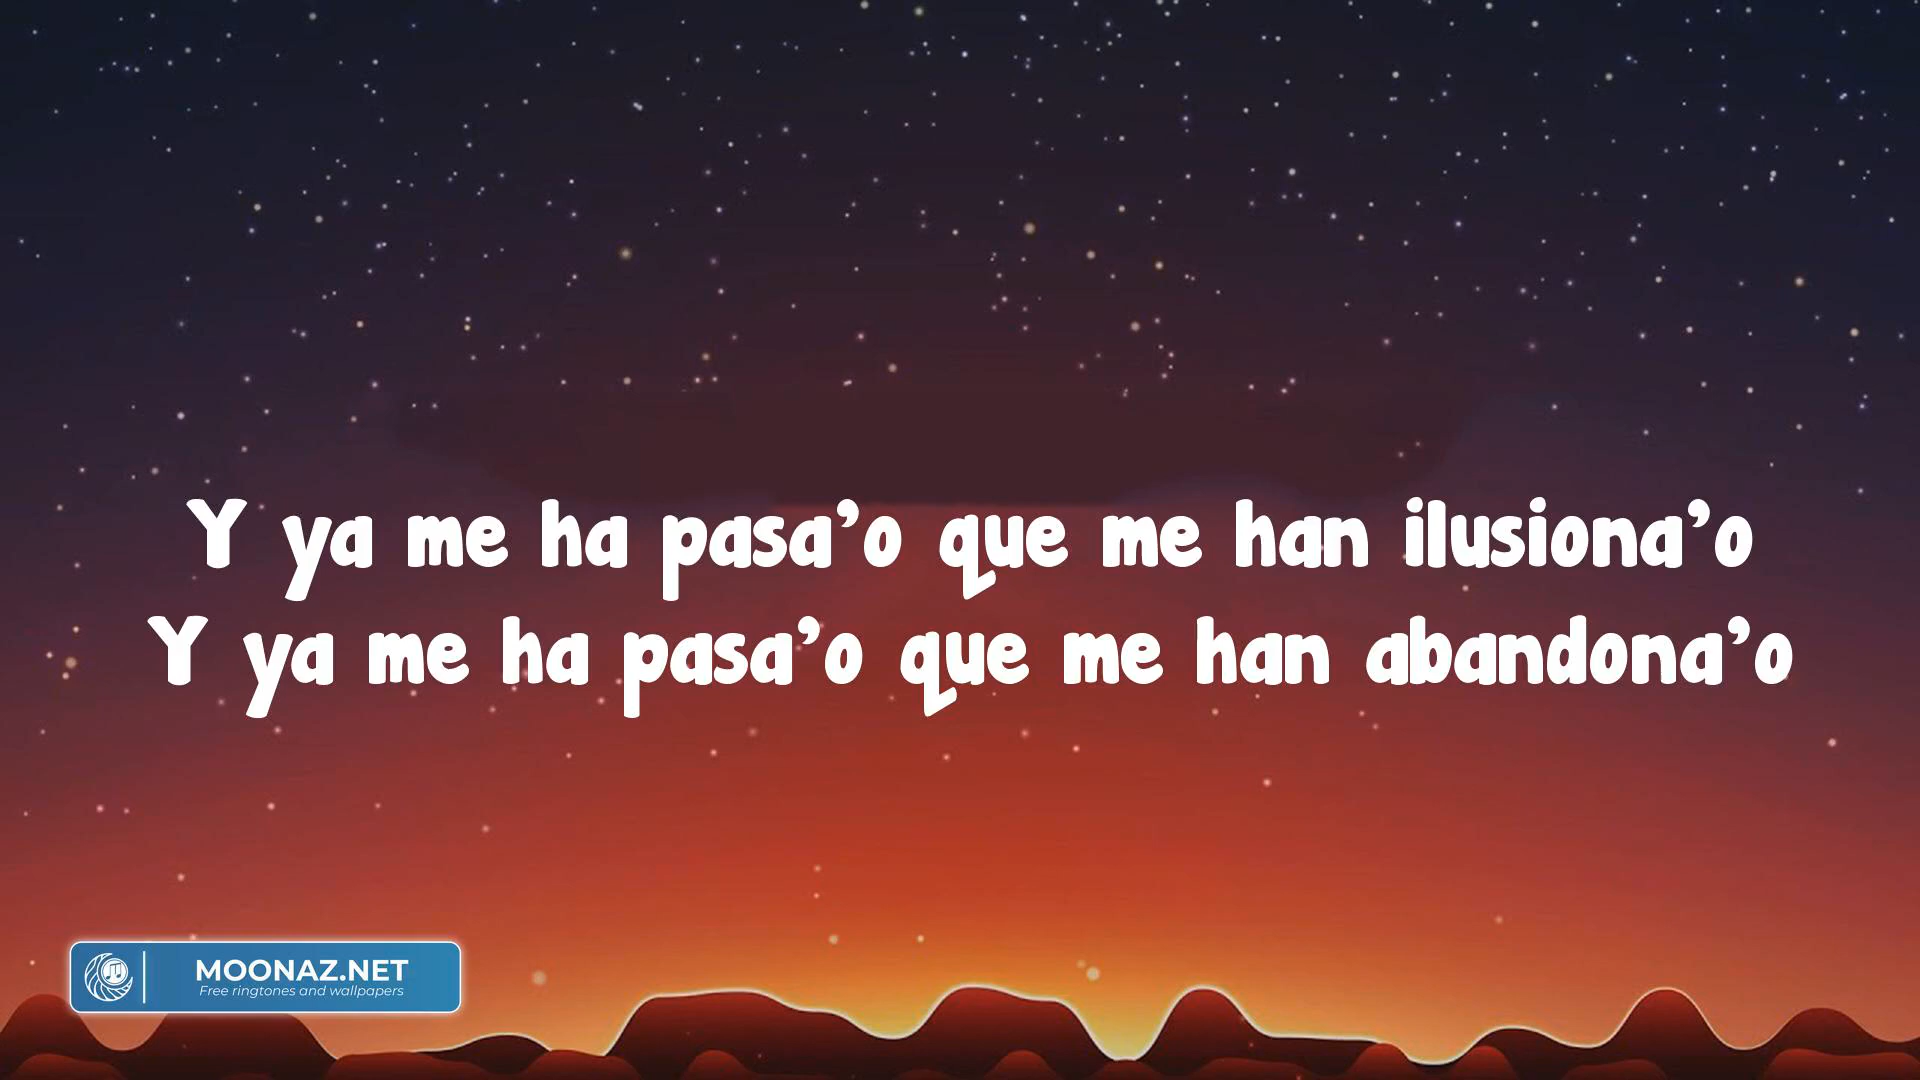 Y ya me ha pasa'o que me han ilusiona'o
Y ya me ha pasa'o que me han abandona'o
MOONAZ.NET
Free ringtones and wallpapers